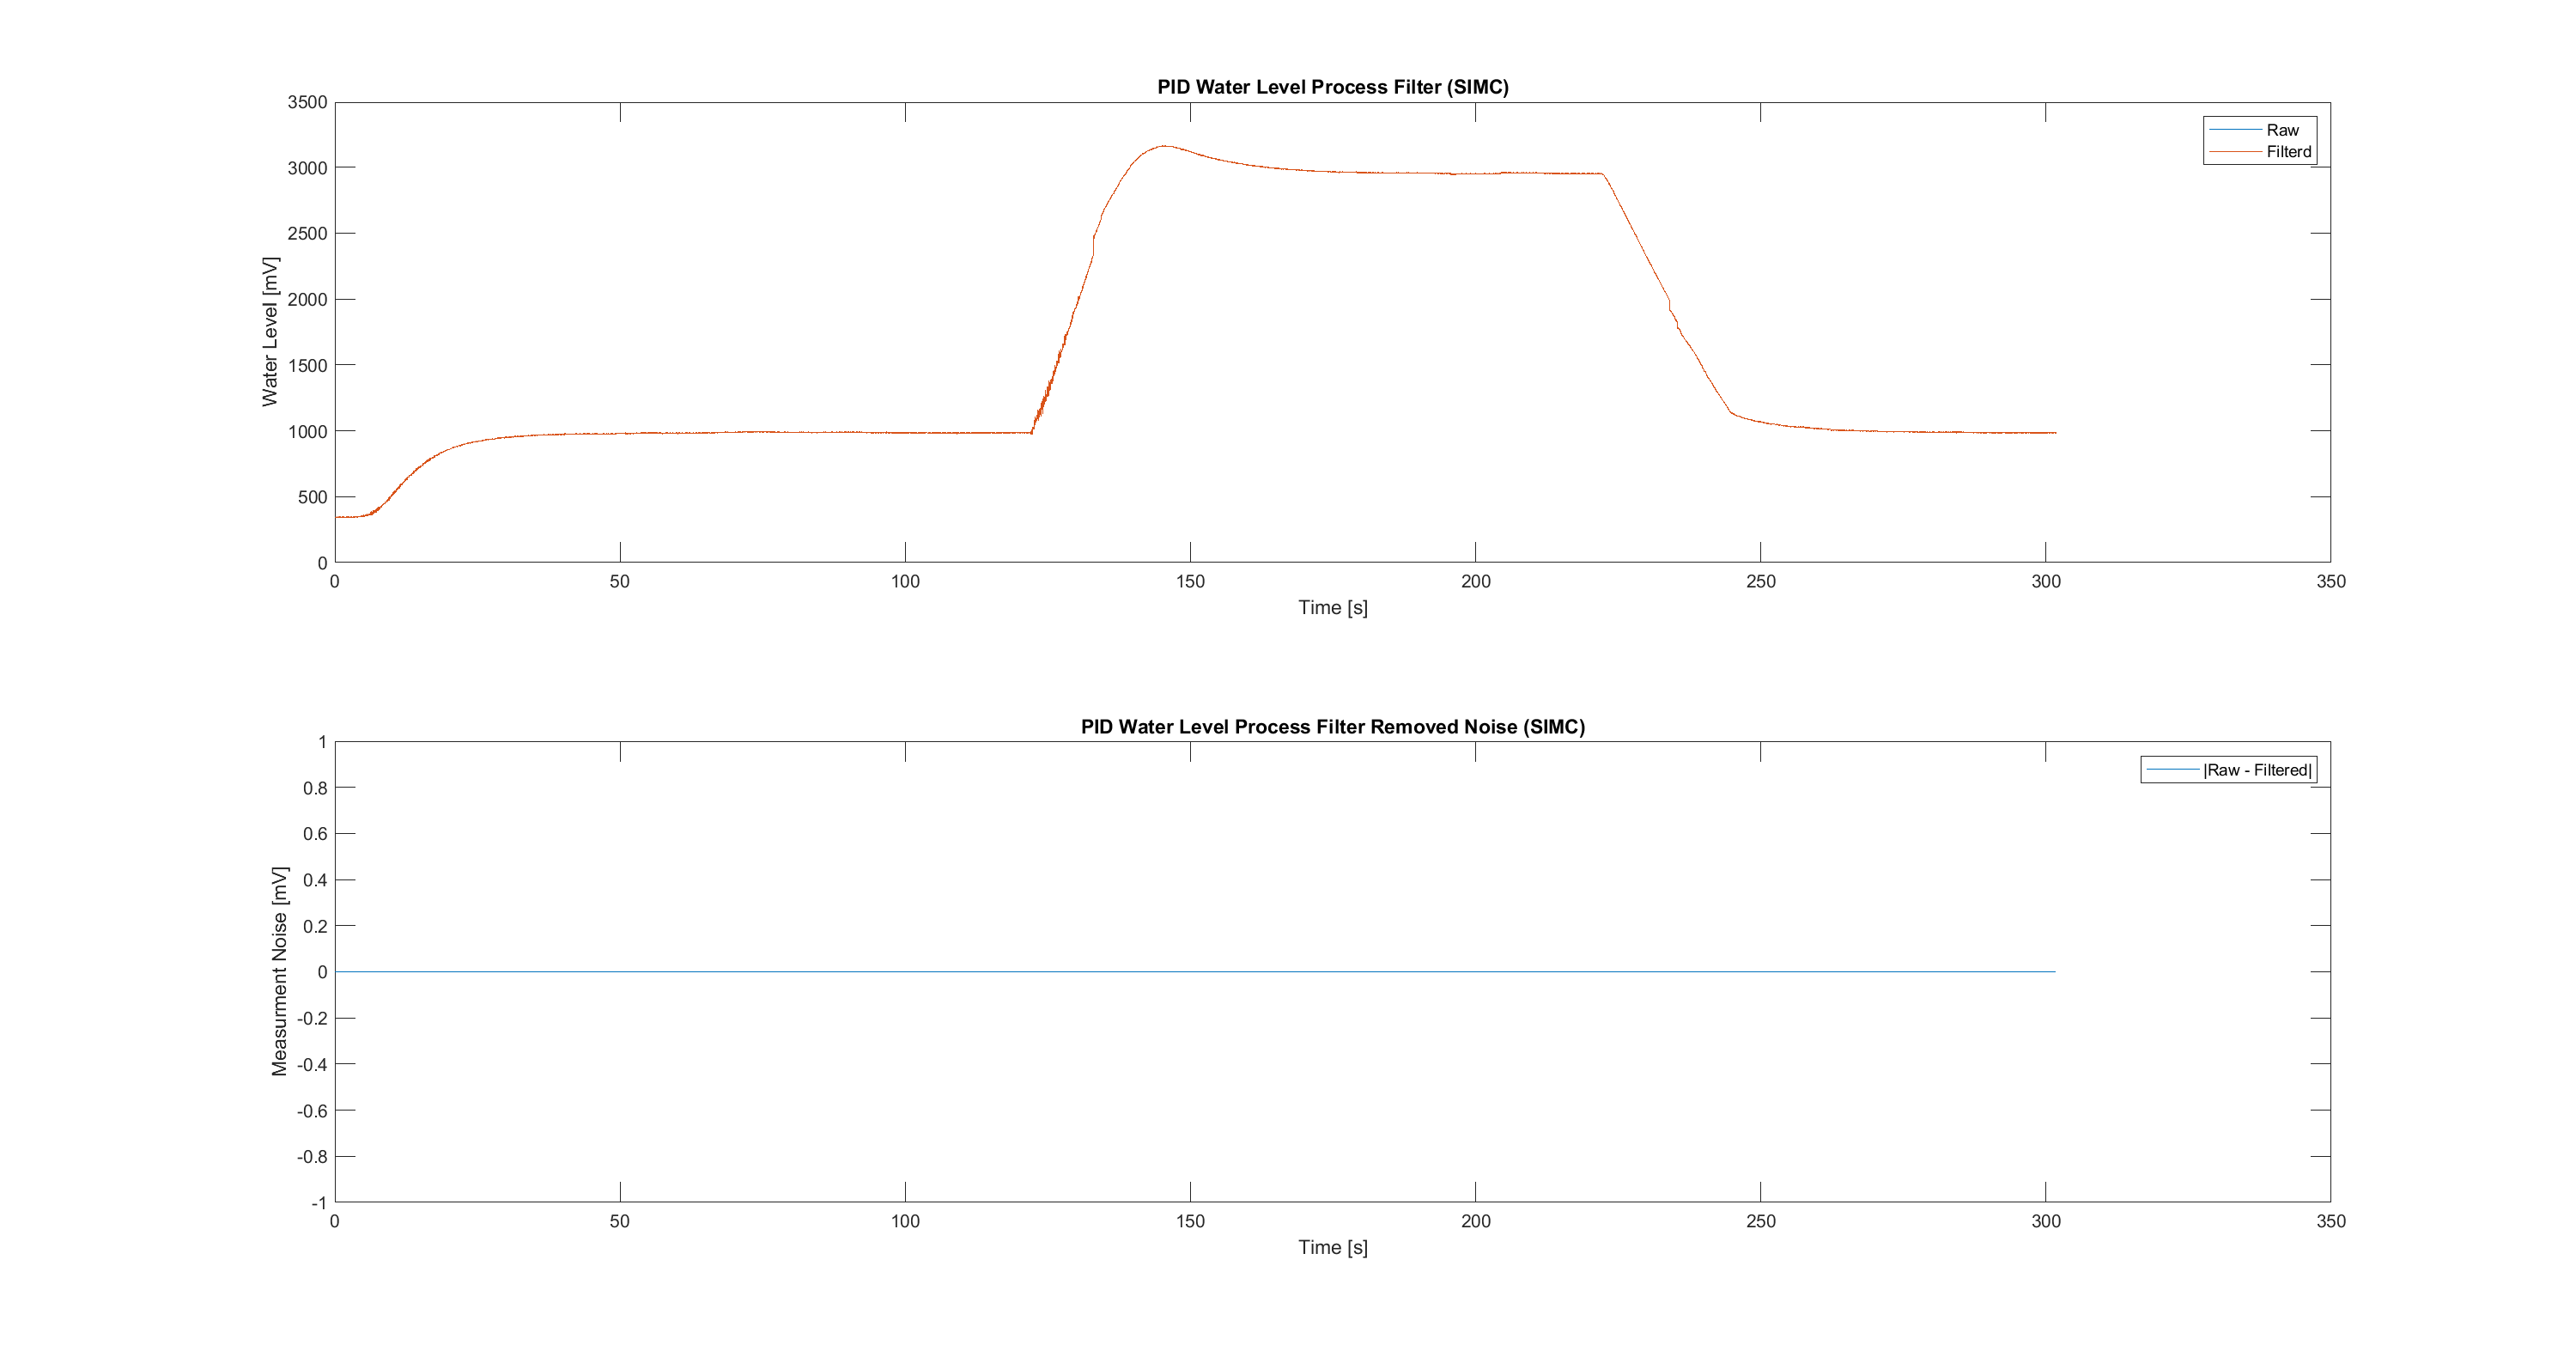 PID Water Level Process Filter (SIMC)
3500
3000
2500
2000
1500
1000
500
0
Water Level [mV]
Raw
Filterd
0 50 100 150 200 250 300 350
Time [s]
PID Water Level Process Filter Removed Noise (SIMC)
1
0.8
0.6
0.4
0.2
0
-0.2
-0.4
-0.6
-0.8
-1
Measurment Noise [mV]
|Raw - Filtered|
0 50 100 150 200 250 300 350
Time [s]